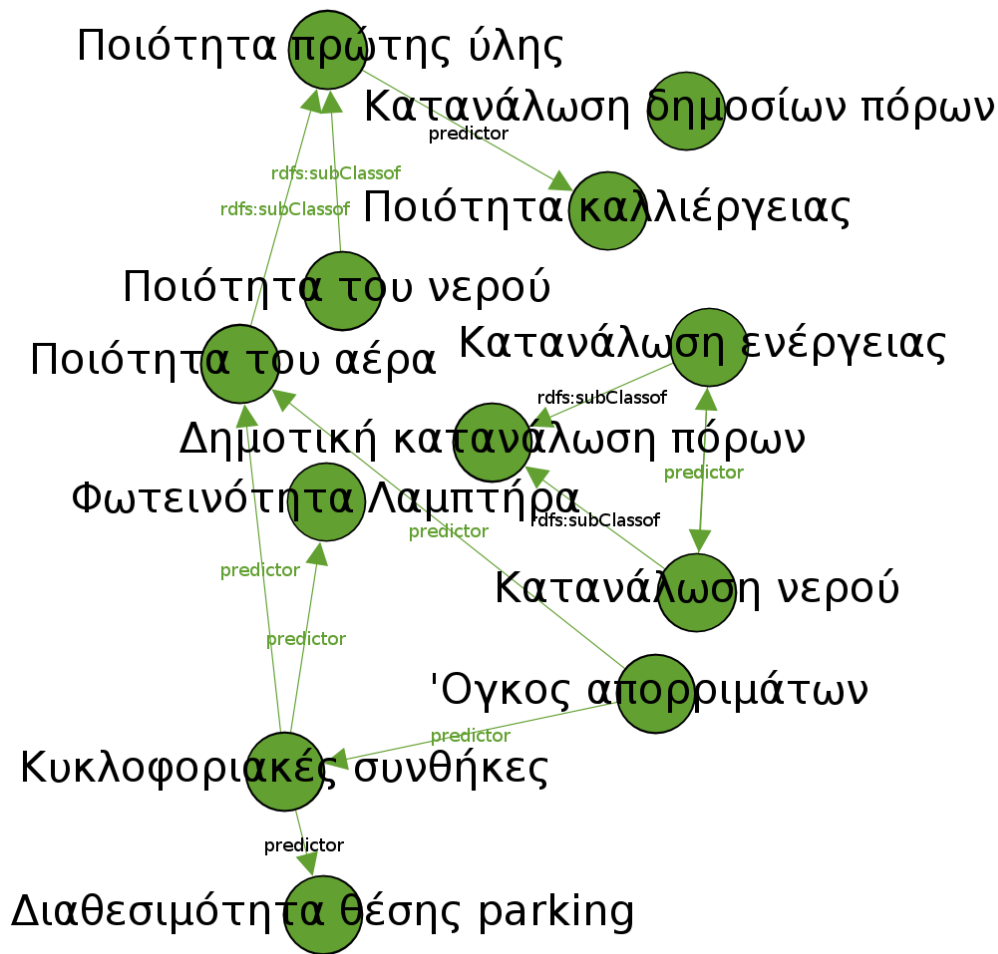 Ποιότητα πρώτης ύλης
Κατανάλωση δημοσίων πόρων
predictor
rdfs:subClassof
rdfs:subClassof
Ποιότητα καλλιέργειας
Ποιότητα του νερού
Κατανάλωση ενέργειας
Ποιότητα του αέρα
rdfs:subClassof
Δημοτική κατανάλωση πόρων
predictor
Φωτεινότητα Λαμπτήρα
rdfs:subClassof
predictor
predictor
Κατανάλωση νερού
predictor
'Ογκος απορριμάτων
predictor
Κυκλοφοριακές συνθήκες
predictor
Διαθεσιμότητα θέσης parking